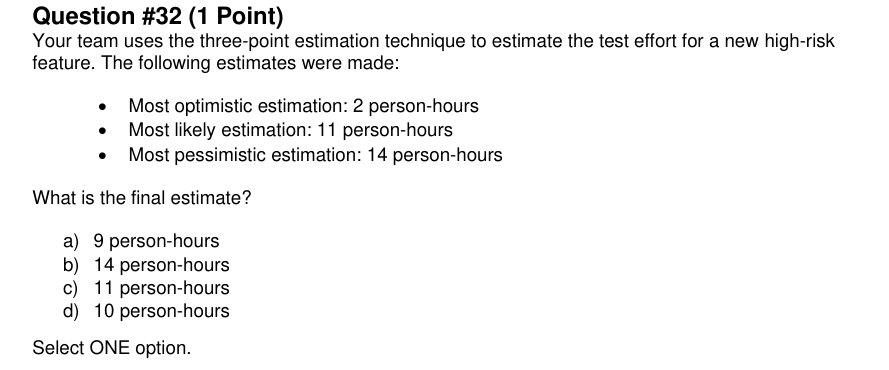 Question #32 (1 Point)
Your team uses the three-point estimation technique to estimate the test effort for a new high-risk
feature. The following estimates were made:
• Most optimistic estimation: 2 person-hours
• Most likely estimation: 11 person-hours
• Most pessimistic estimation: 14 person-hours
What is the final estimate?
a) 9 person-hours
b) 14 person-hours
c) 11 person-hours
d) 10 person-hours
Select ONE option.